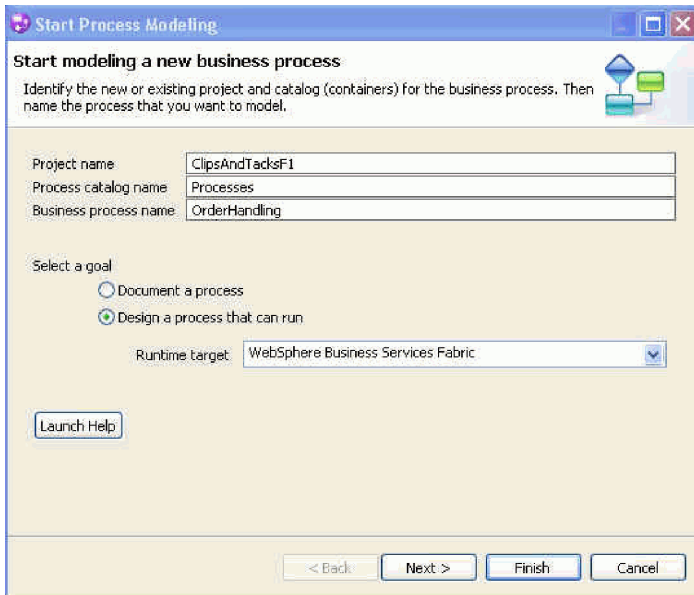 Start Process Modeling
Start modeling a new business process
Identify the new or existing project and catalog (containers) for the business process. Then
name the process that you want to model.
Project name ClipsAndTacksF1
Process catalog name Processes
Business process name OrderHandling
Select a goal
Document a process
Design a process that can run
Runtime target WebSphere Business Services Fabric
Launch Help
< Back Next > Finish Cancel